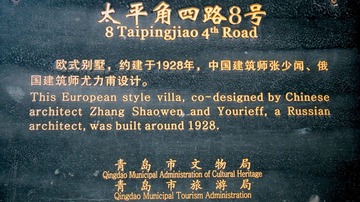 太平角四路8号
8 Taipingjiao 4th Road
欧式别墅，约建于1928年，中国建筑师张少闻、俄
国建筑师尤力甫设计。
This European style villa, co-designed by Chinese
architect Zhang Shaowen and Yourieff, a Russian
architect, was built around 1928.
青岛市文物局
Qingdao Municipal Administration of Cultural Heritage
青岛市旅游局
Qingdao Municipal Tourism Administration